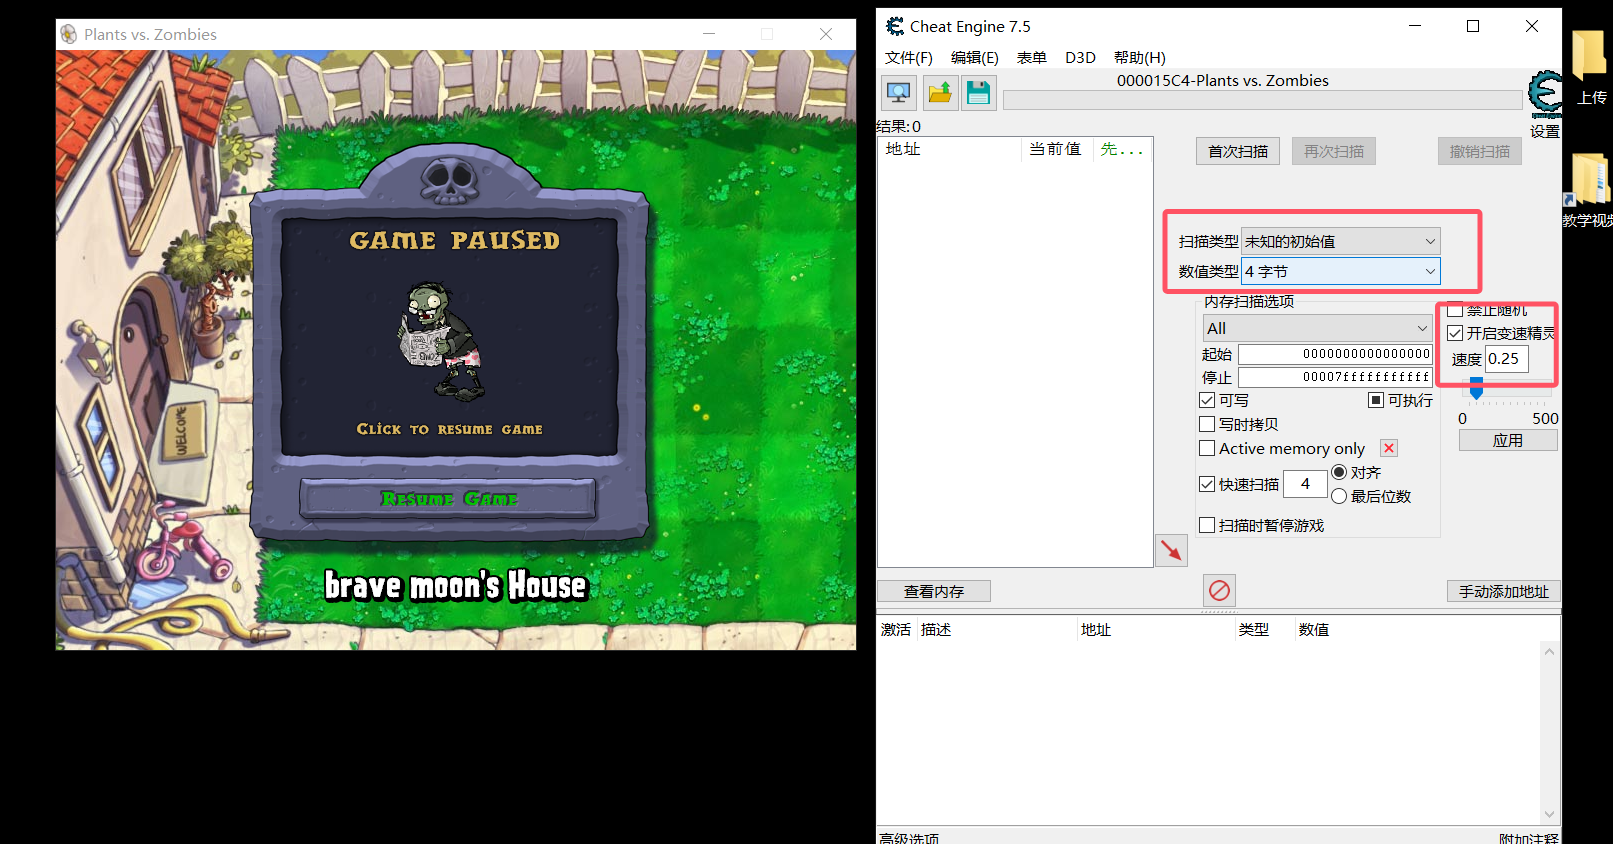 Plants vs. Zombies
GAME PAUSED
CLICK TO RESUME GAME
RESUME GAME
WELCOME
brave moon's House
Cheat Engine 7.5
文件(F) 编辑(E) 表单 D3D 帮助(H)
000015C4-Plants vs. Zombies
设置
结果:0
地址 当前值 先...
首次扫描 再次扫描 撤销扫描
扫描类型 未知的初始值
数值类型 4 字节
内存扫描选项
All
起始 0000000000000000
停止 00007fffffffffff
可写 可执行
写时拷贝
Active memory only
快速扫描 4 对齐
最后位数
扫描时暂停游戏
禁止随机
开启变速精灵
速度 0.25
0 500
应用
查看内存 手动添加地址
激活 描述 地址 类型 数值
高级选项 附加注释
上传
教学视频